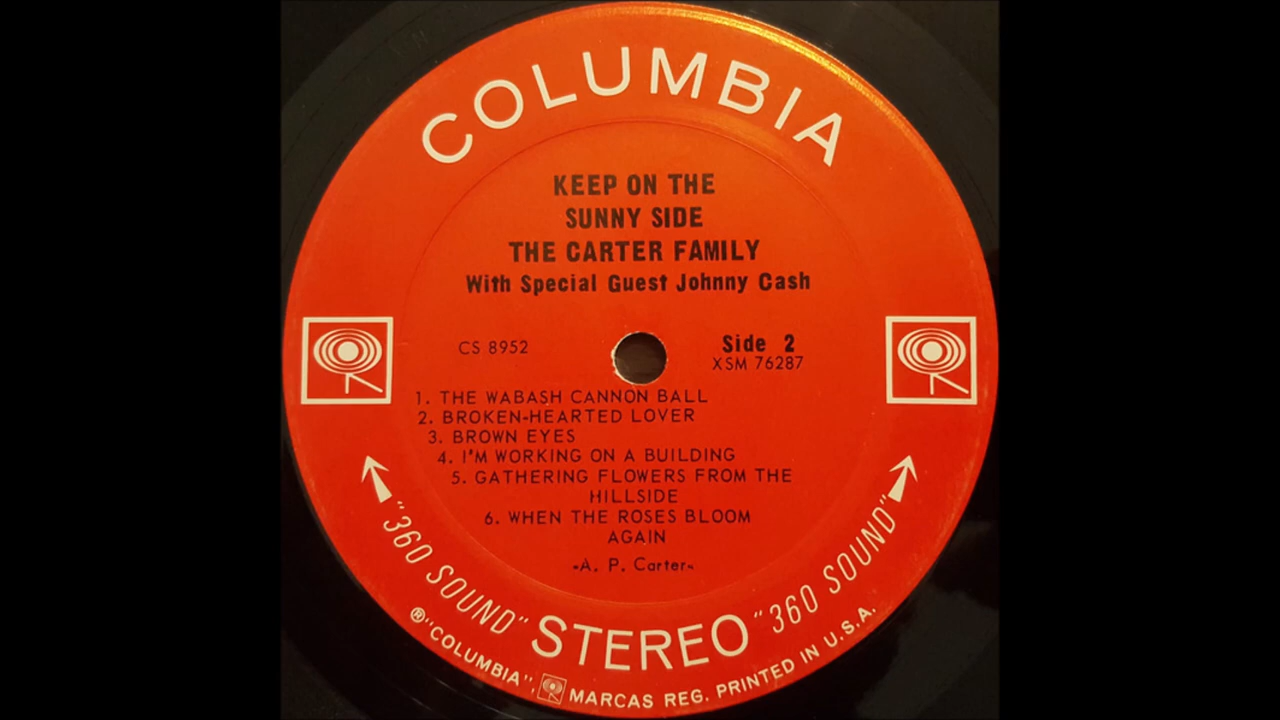 COLUMBIA
KEEP ON THE
SUNNY SIDE
THE CARTER FAMILY
With Special Guest Johnny Cash
CS 8952
Side 2
XSM 76287
1. THE WABASH CANNON BALL
2. BROKEN-HEARTED LOVER
3. BROWN EYES
4. I'M WORKING ON A BUILDING
5. GATHERING FLOWERS FROM THE
HILLSIDE
6. WHEN THE ROSES BLOOM
AGAIN
-A. P. Carter-
"360 SOUND" STEREO "360 SOUND"
®"COLUMBIA", MARCAS REG. PRINTED IN U.S.A.